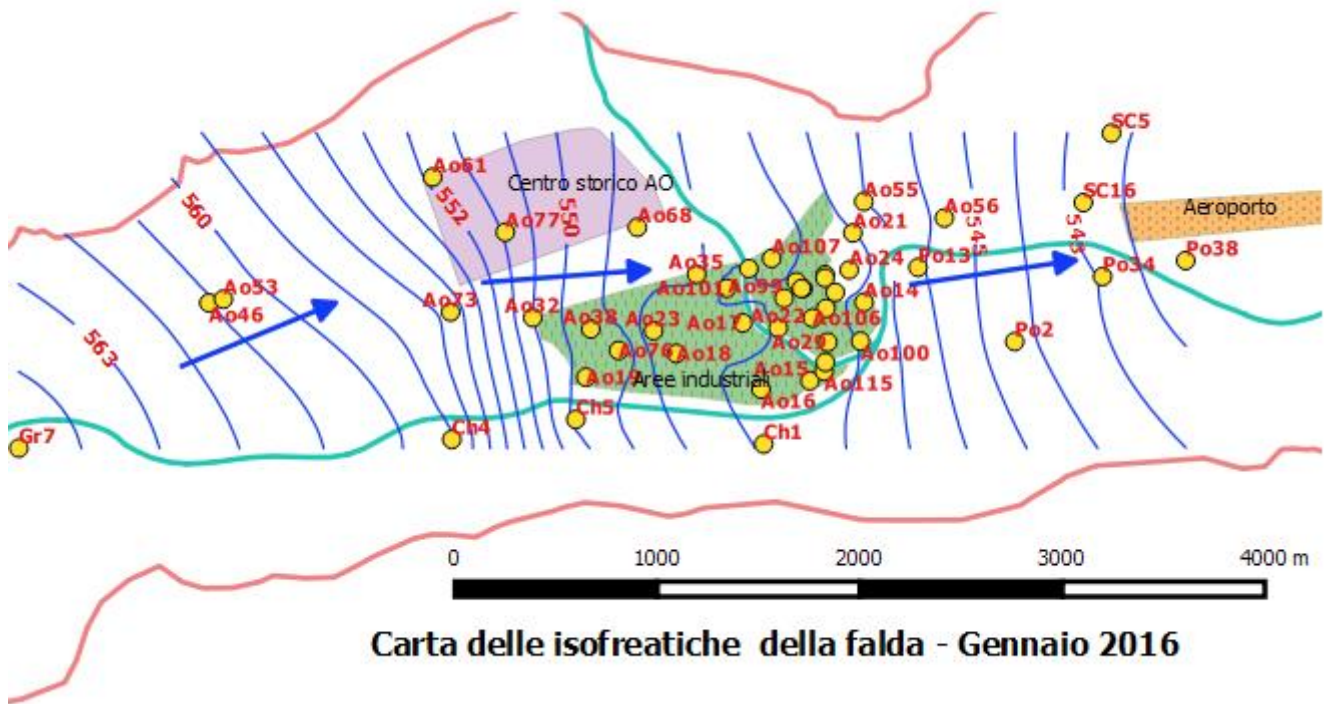 SC5
Ao61
Centro storico AO
560
552
550
Ao77
Ao68
Ao55
SC16
Aeroporto
Ao21
Ao56
545
543
Ao107
Ao35
Ao24
Po13
Po38
Po34
Ao53
Ao46
Ao101
Ao99
Ao14
Ao73
Ao32
Ao38
Ao23
Ao17
Ao22
Ao106
563
Ao76
Ao18
Ao29
Ao100
Po2
Ao19
Aree industriali
Ao15
Ao115
Ao16
Gr7
Ch4
Ch5
Ch1
0 1000 2000 3000 4000 m
Carta delle isofreatiche della falda - Gennaio 2016